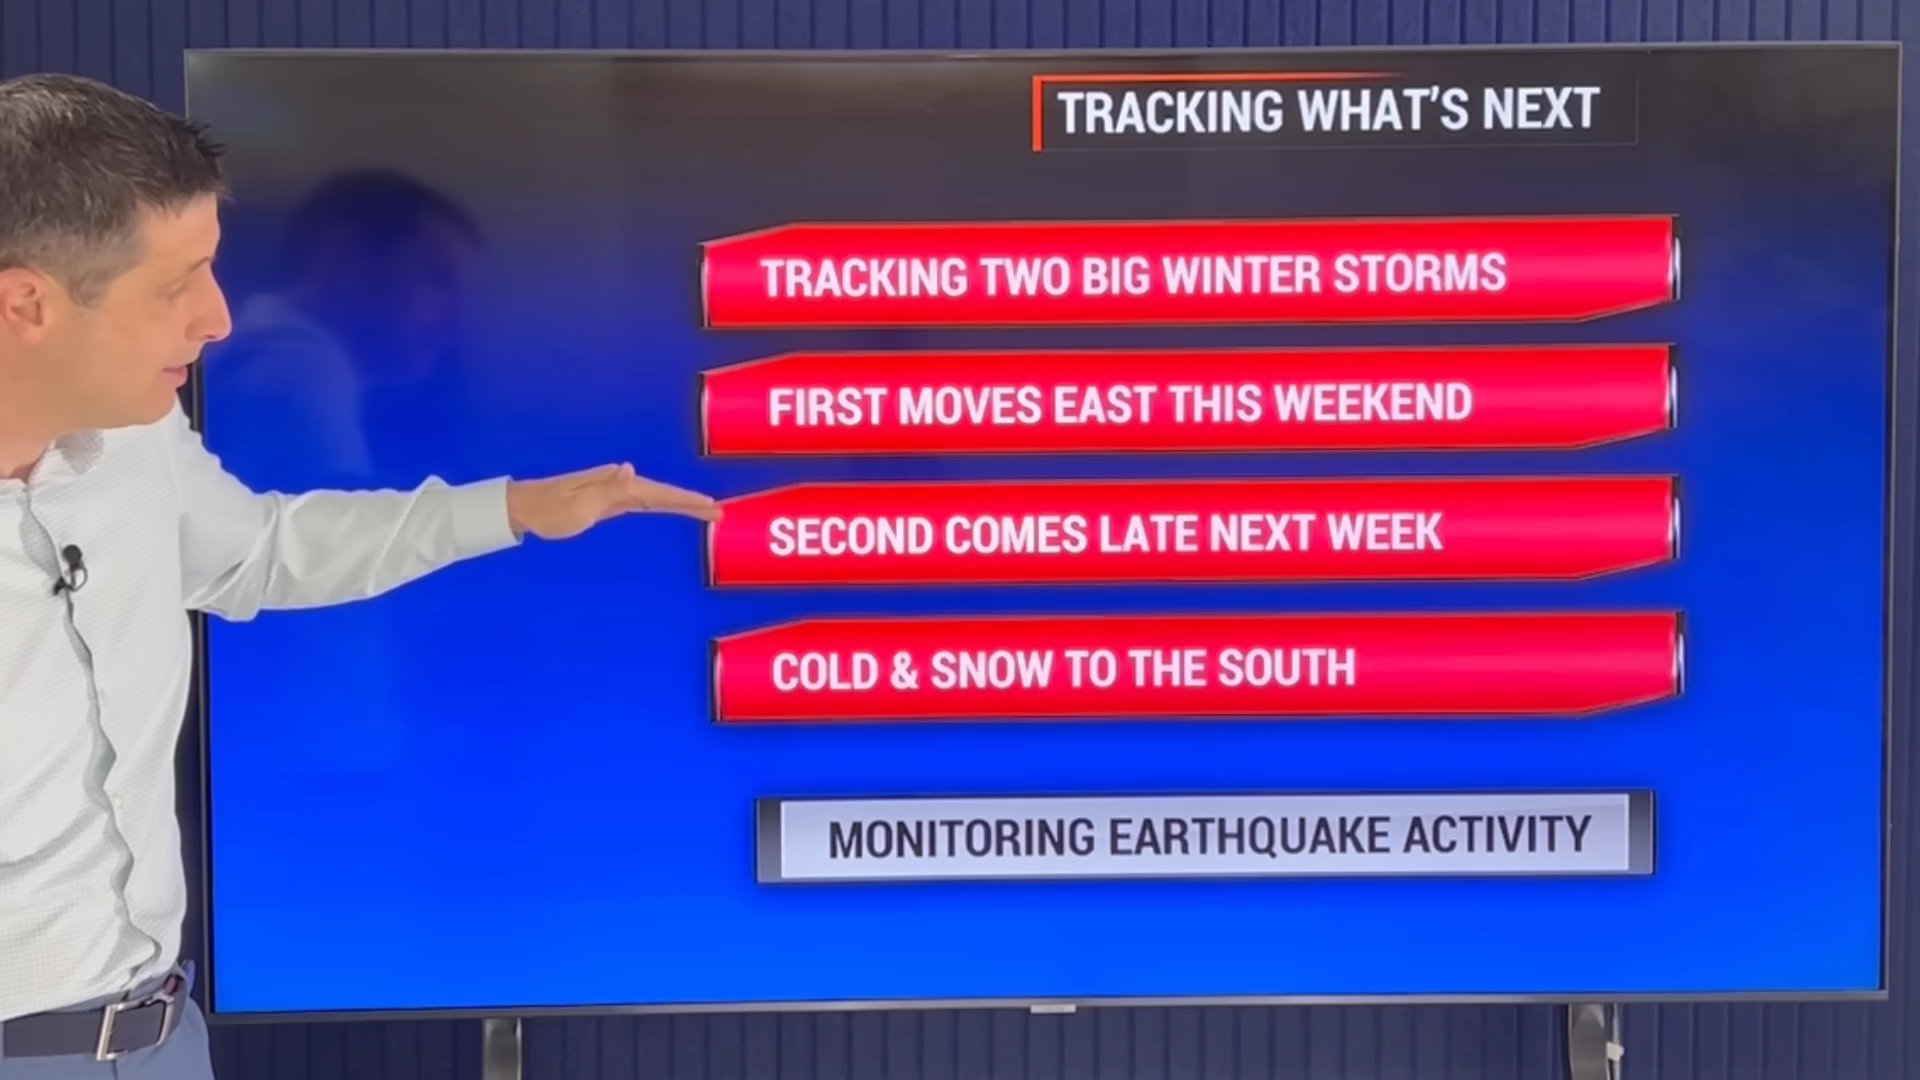 TRACKING WHAT'S NEXT
TRACKING TWO BIG WINTER STORMS
FIRST MOVES EAST THIS WEEKEND
SECOND COMES LATE NEXT WEEK
COLD & SNOW TO THE SOUTH
MONITORING EARTHQUAKE ACTIVITY